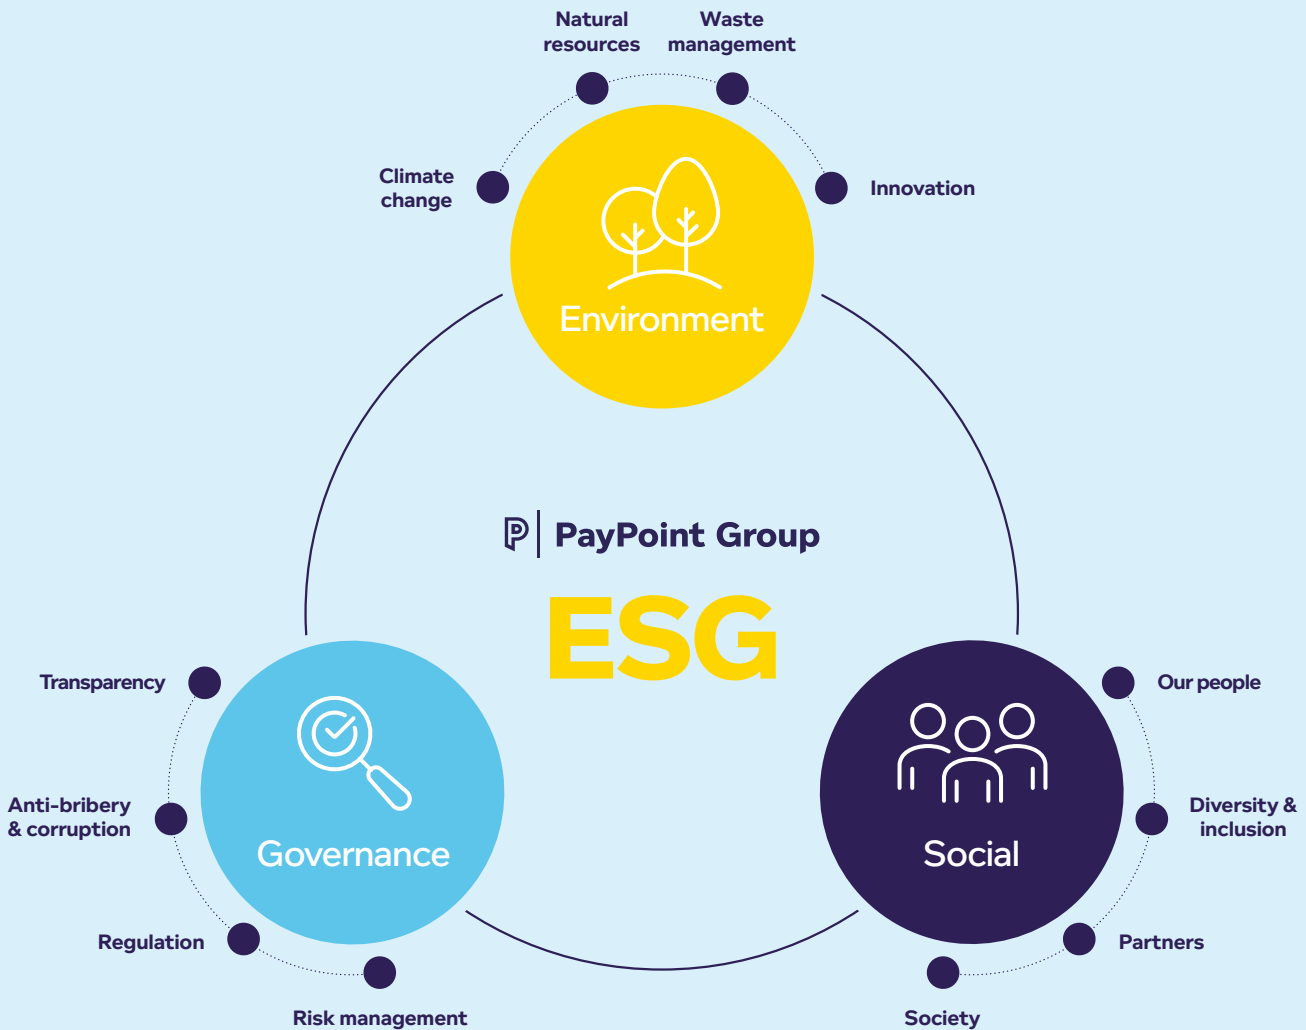 Natural
resources
Waste
management
Climate
change
Innovation
Environment
PayPoint Group
ESG
Transparency
Anti-bribery
& corruption
Regulation
Risk management
Governance
Social
Our people
Diversity &
inclusion
Partners
Society